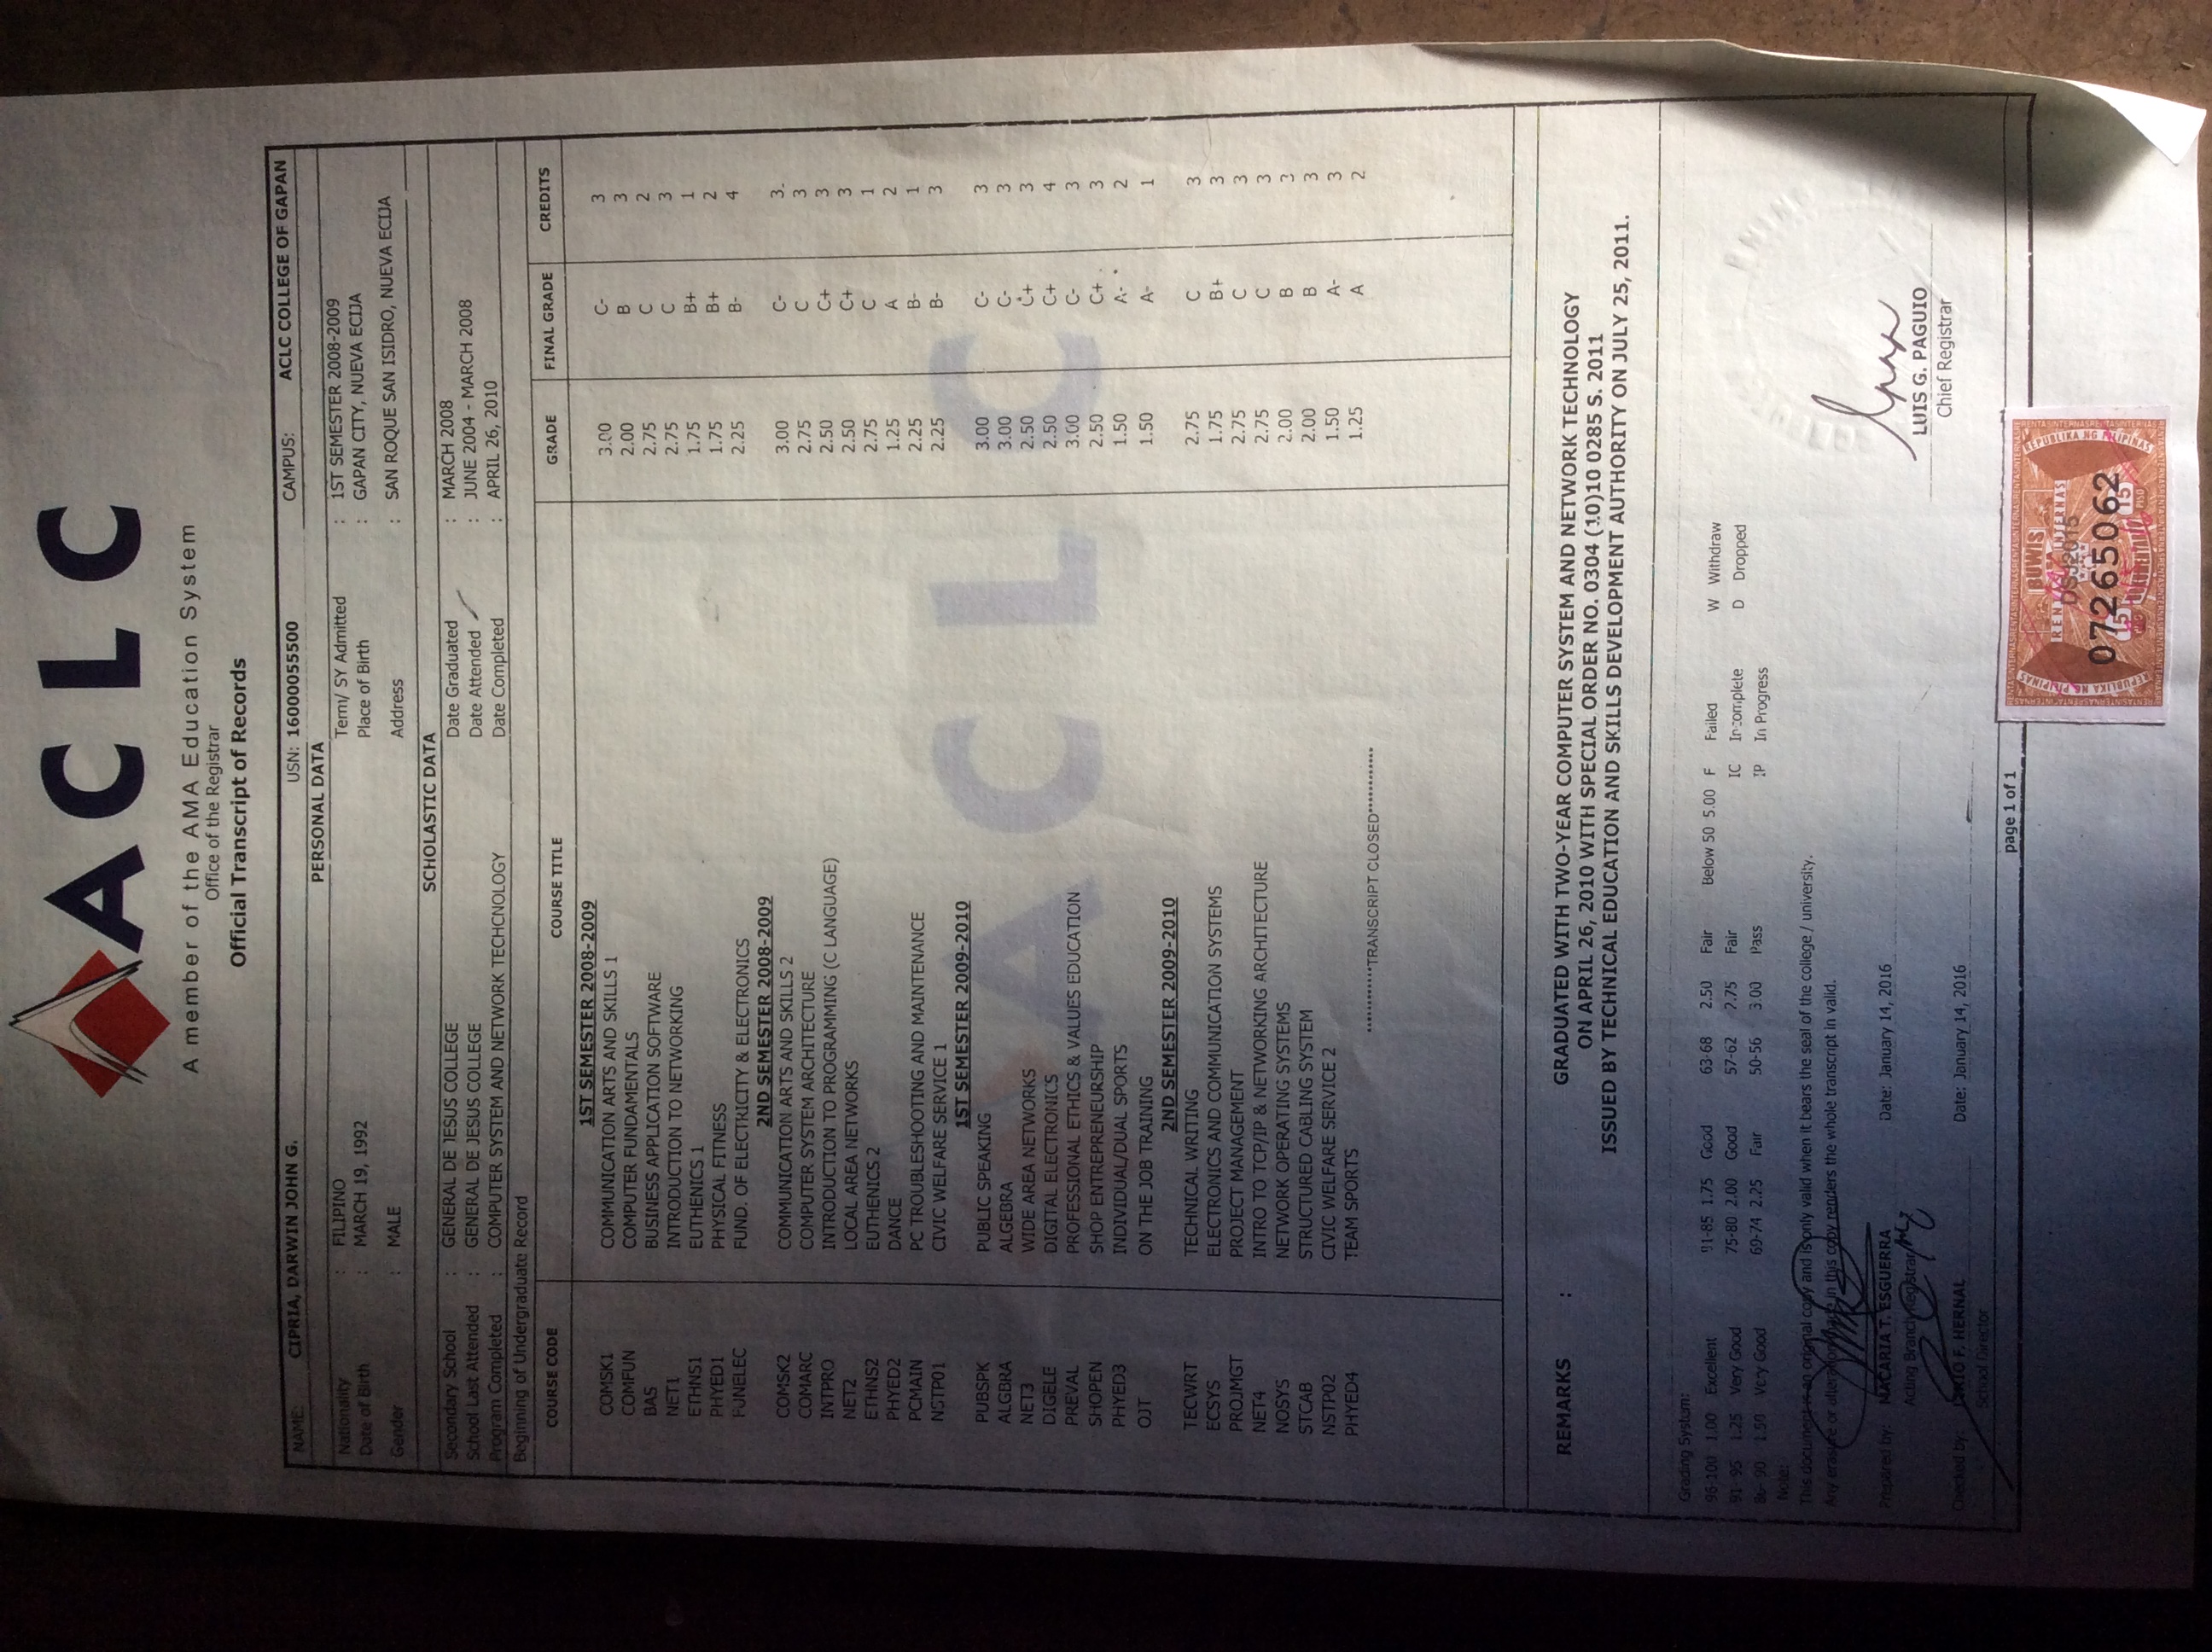 ACLC
A member of the AMA Education System
Office of the Registrar
Official Transcript of Records
NAME: CIPRIA, DARWIN JOHN G. USN: 16000055500 CAMPUS: ACLC COLLEGE OF GAPAN
PERSONAL DATA
Nationality : FILIPINO Term/ SY Admitted : 1ST SEMESTER 2008-2009
Date of Birth : MARCH 19, 1992 Place of Birth : GAPAN CITY, NUEVA ECIJA
Gender : MALE Address : SAN ROQUE SAN ISIDRO, NUEVA ECIJA
SCHOLASTIC DATA
Secondary School : GENERAL DE JESUS COLLEGE Date Graduated : MARCH 2008
School Last Attended : GENERAL DE JESUS COLLEGE Date Attended : JUNE 2004 - MARCH 2008
Program Completed : COMPUTER SYSTEM AND NETWORK TECHCNOLOGY Date Completed : APRIL 26, 2010
Beginning of Undergraduate Record
COURSE CODE COURSE TITLE GRADE FINAL GRADE CREDITS
1ST SEMESTER 2008-2009
COMSK1 COMMUNICATION ARTS AND SKILLS 1 3.00 C- 3
COMFUN COMPUTER FUNDAMENTALS 2.00 B 3
BAS BUSINESS APPLICATION SOFTWARE 2.75 C 2
NET1 INTRODUCTION TO NETWORKING 2.75 C 3
ETHNS1 EUTHENICS 1 1.75 B+ 1
PHYED1 PHYSICAL FITNESS 1.75 B+ 2
FUNELEC FUND. OF ELECTRICITY & ELECTRONICS 2.25 B- 4
2ND SEMESTER 2008-2009
COMSK2 COMMUNICATION ARTS AND SKILLS 2 3.00 C- 3
COMARC COMPUTER SYSTEM ARCHITECTURE 2.75 C 3
INTPRO INTRODUCTION TO PROGRAMMING (C LANGUAGE) 2.50 C+ 3
NET2 LOCAL AREA NETWORKS 2.50 C+ 3
ETHNS2 EUTHENICS 2 2.75 C 1
PHYED2 DANCE 1.25 A 2
PCMAIN PC TROUBLESHOOTING AND MAINTENANCE 2.25 B- 1
NSTP01 CIVIC WELFARE SERVICE 1 2.25 B- 3
1ST SEMESTER 2009-2010
PUBSPK PUBLIC SPEAKING 3.00 C- 3
ALGBRA ALGEBRA 3.00 C- 3
NET3 WIDE AREA NETWORKS 2.50 C+ 3
DIGELE DIGITAL ELECTRONICS 2.50 C+ 4
PREVAL PROFESSIONAL ETHICS & VALUES EDUCATION 3.00 C- 3
SHOPEN SHOP ENTREPRENEURSHIP 2.50 C+ 3
PHYED3 INDIVIDUAL/DUAL SPORTS 1.50 A- 2
OJT ON THE JOB TRAINING 1.50 A- 1
2ND SEMESTER 2009-2010
TECWRT TECHNICAL WRITING 2.75 C 3
ECSYS ELECTRONICS AND COMMUNICATION SYSTEMS 1.75 B+ 3
PROJMGT PROJECT MANAGEMENT 2.75 C 3
NET4 INTRO TO TCP/IP & NETWORKING ARCHITECTURE 2.75 C 3
NOSYS NETWORK OPERATING SYSTEMS 2.00 B 3
STCAB STRUCTURED CABLING SYSTEM 2.00 B 3
NSTP02 CIVIC WELFARE SERVICE 2 1.50 A- 3
PHYED4 TEAM SPORTS 1.25 A 2
************TRANSCRIPT CLOSED************
ACLC
REMARKS : GRADUATED WITH TWO-YEAR COMPUTER SYSTEM AND NETWORK TECHNOLOGY
ON APRIL 26, 2010 WITH SPECIAL ORDER NO. 0304 (10)10 0285 S. 2011
ISSUED BY TECHNICAL EDUCATION AND SKILLS DEVELOPMENT AUTHORITY ON JULY 25, 2011.
Grading System:
96-100 1.00 Excellent 81-85 1.75 Good 63-68 2.50 Fair Below 50 5.00 F Failed W Withdraw
91-95 1.25 Very Good 75-80 2.00 Good 57-62 2.75 Fair IC Incomplete D Dropped
86-90 1.50 Very Good 69-74 2.25 Fair 50-56 3.00 Pass IP In Progress
Note:
This document is an original copy and is only valid when it bears the seal of the college / university.
Any erasure or alteration made in this copy renders the whole transcript in valid.
Prepared by: MACARIA T. ESGUERRA Date: January 14, 2016
Acting Branch Registrar
LUIS G. PAGUIO
Chief Registrar
Checked by: F. HERNAL Date: January 14, 2016
School Director
page 1 of 1
BUWIS
RENTAS INTERNAS
DSJ2015
07265062
15 15
PISO DOKUMENTARIO PISO
REPUBLIKA NG PILIPINAS
REPUBLIKA NG PILIPINAS